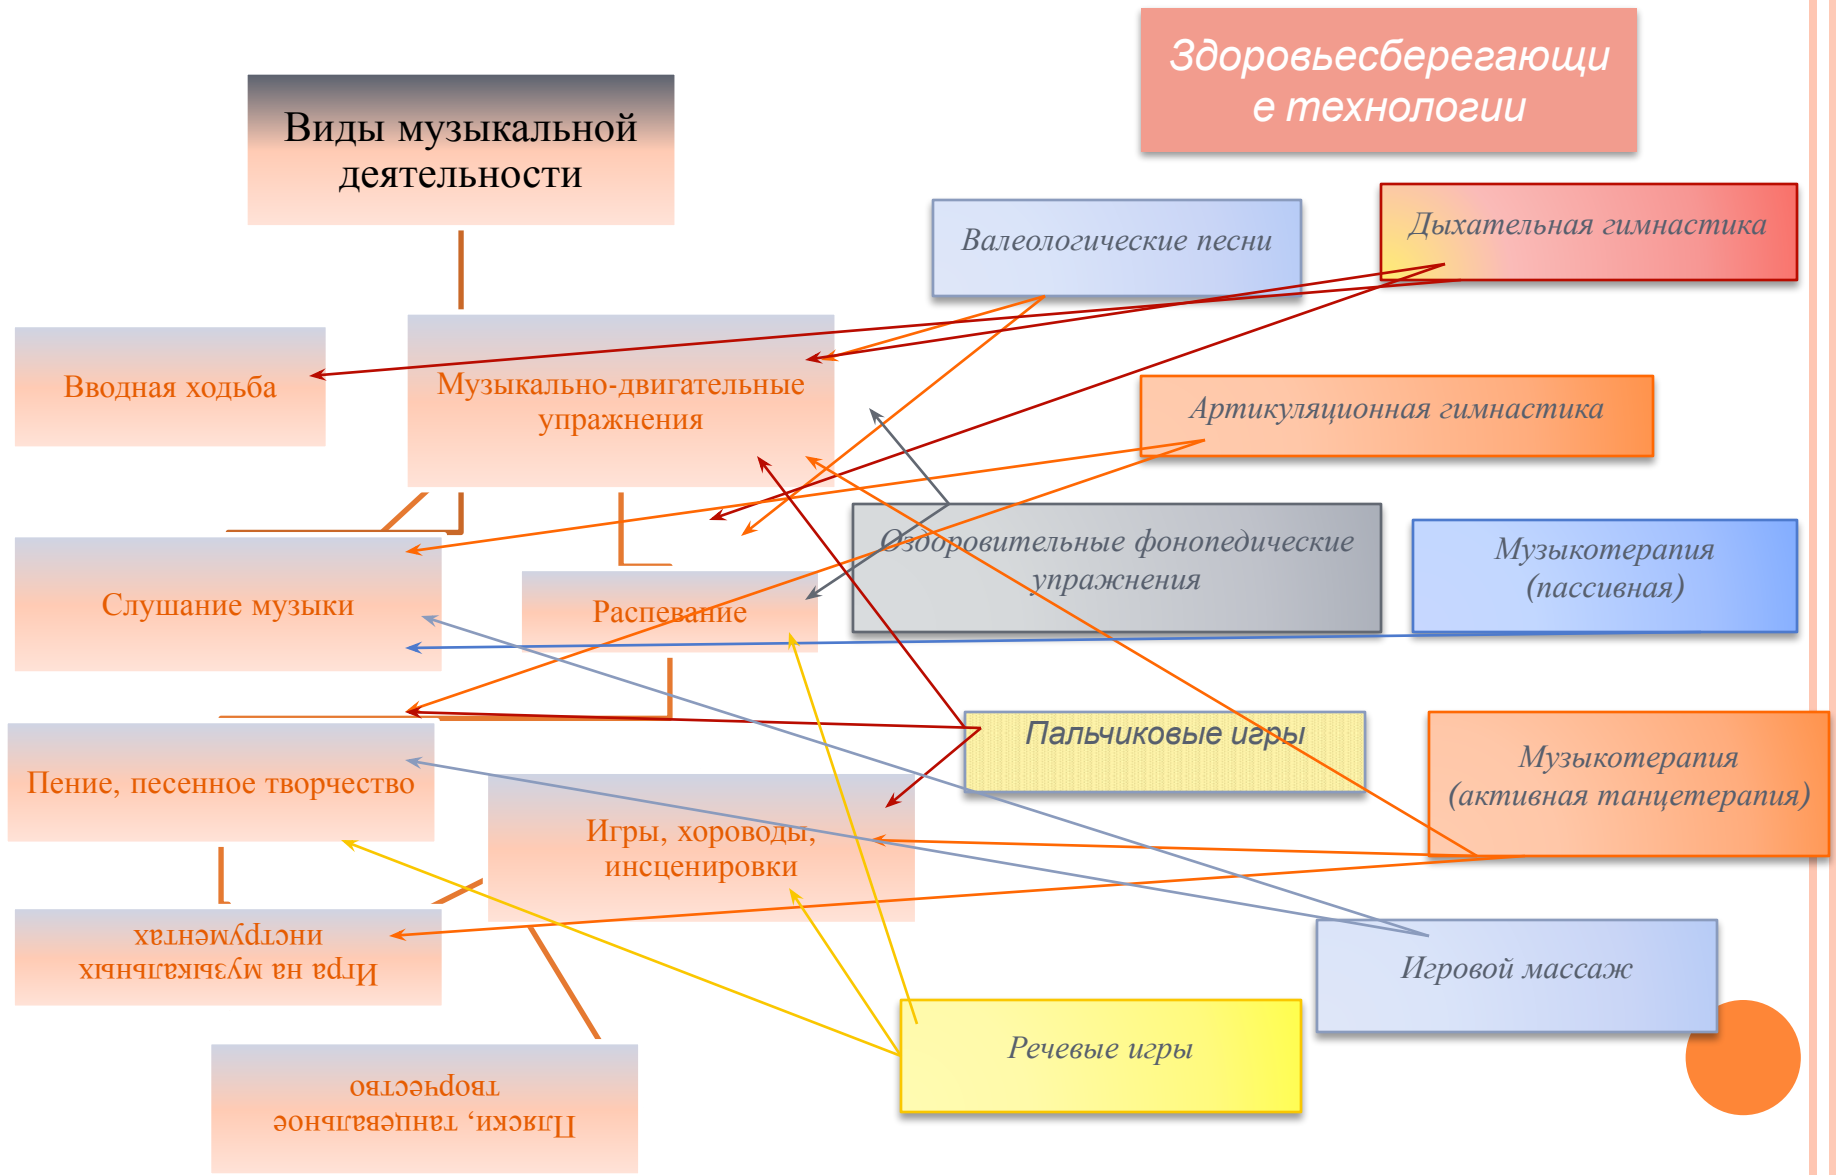 Здоровьесберегающи
е технологии
Виды музыкальной
деятельности
Валеологические песни
Дыхательная гимнастика
Вводная ходьба
Музыкально-двигательные
упражнения
Артикуляционная гимнастика
Оздоровительные фонопедические
упражнения
Музыкотерапия
(пассивная)
Слушание музыки
Распевание
Пальчиковые игры
Музыкотерапия
(активная танцетерапия)
Пение, песенное творчество
Игры, хороводы,
инсценировки
Игра на музыкальных
инструментах
Игровой массаж
Речевые игры
Пляски, танцевальное
творчество